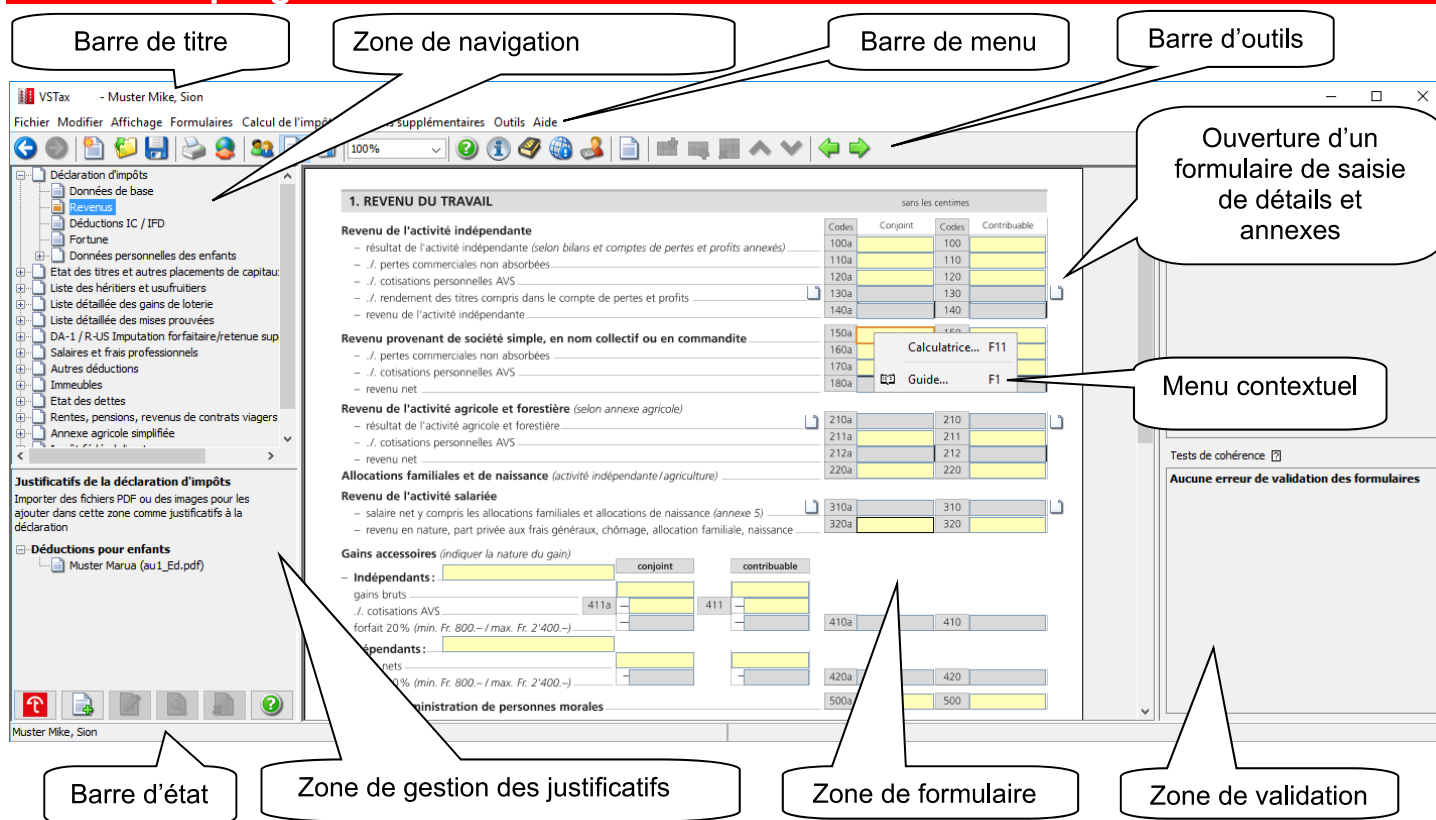 Barre de titre
Zone de navigation
Barre de menu
Barre d'outils
VSTax - Muster Mike, Sion
Fichier Modifier Affichage Formulaires Calcul de l'impô supplémentaires Outils Aide
100%
Ouverture d'un
formulaire de saisie
de détails et
annexes
Déclaration d'impôts
Données de base
Revenus
Déductions IC / IFD
Fortune
Données personnelles des enfants
Etat des titres et autres placements de capitau
Liste des héritiers et usufruitiers
Liste détaillée des gains de loterie
Liste détaillée des mises prouvées
DA-1 / R-US Imputation forfaitaire/retenue sup
Salaires et frais professionnels
Autres déductions
Immeubles
Etat des dettes
Rentes, pensions, revenus de contrats viagers
Annexe agricole simplifiée
Justificatifs de la déclaration d'impôts
Importer des fichiers PDF ou des images pour les
ajouter dans cette zone comme justificatifs à la
déclaration
Déductions pour enfants
Muster Marua (au1_Ed.pdf)
Muster Mike, Sion
1. REVENU DU TRAVAIL sans les centimes
Codes Conjoint Codes Contribuable
Revenu de l'activité indépendante
– résultat de l'activité indépendante (selon bilans et comptes de pertes et profits annexés) 100a 100
– ./. pertes commerciales non absorbées 110a 110
– ./. cotisations personnelles AVS 120a 120
– ./. rendement des titres compris dans le compte de pertes et profits 130a 130
– revenu de l'activité indépendante 140a 140
Revenu provenant de société simple, en nom collectif ou en commandite 150a 150
– ./. pertes commerciales non absorbées 160a
– ./. cotisations personnelles AVS 170a
– revenu net 180a
Calculatrice... F11
Guide... F1
Menu contextuel
Revenu de l'activité agricole et forestière (selon annexe agricole)
– résultat de l'activité agricole et forestière 210a 210
– ./. cotisations personnelles AVS 211a 211
– revenu net 212a 212
Allocations familiales et de naissance (activité indépendante/agriculture) 220a 220
Revenu de l'activité salariée
– salaire net y compris les allocations familiales et allocations de naissance (annexe 5) 310a 310
– revenu en nature, part privée aux frais généraux, chômage, allocation familiale, naissance 320a 320
Gains accessoires (indiquer la nature du gain)
conjoint contribuable
– Indépendants:
gains bruts
./. cotisations AVS 411a – 411 –
forfait 20% (min. Fr. 800.– / max. Fr. 2'400.–) – – 410a 410
épendants:
nets
0% (min. Fr. 800.– / max. Fr. 2'400.–) – – 420a 420
ministration de personnes morales 500a 500
Tests de cohérence
Aucune erreur de validation des formulaires
Barre d'état
Zone de gestion des justificatifs
Zone de formulaire
Zone de validation